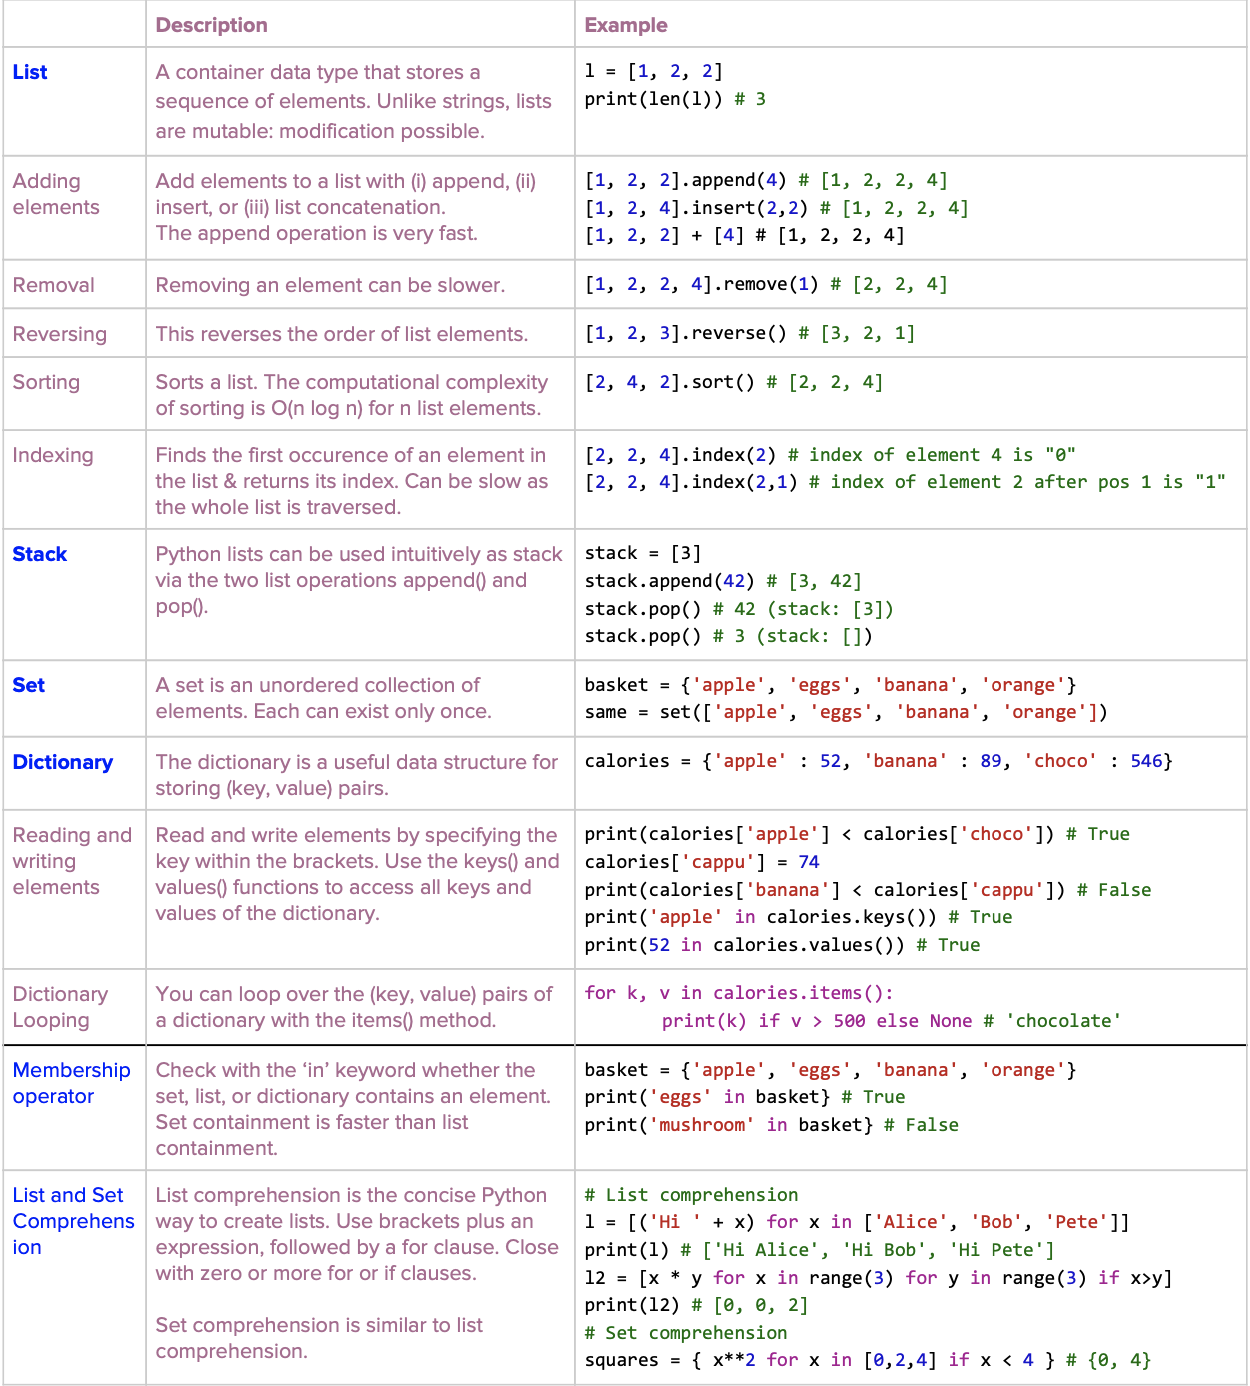 Description
Example
List
A container data type that stores a
sequence of elements. Unlike strings, lists
are mutable: modification possible.
l = [1, 2, 2]
print(len(l)) # 3
Adding
elements
Add elements to a list with (i) append, (ii)
insert, or (iii) list concatenation.
The append operation is very fast.
[1, 2, 2].append(4) # [1, 2, 2, 4]
[1, 2, 4].insert(2,2) # [1, 2, 2, 4]
[1, 2, 2] + [4] # [1, 2, 2, 4]
Removal
Removing an element can be slower.
[1, 2, 2, 4].remove(1) # [2, 2, 4]
Reversing
This reverses the order of list elements.
[1, 2, 3].reverse() # [3, 2, 1]
Sorting
Sorts a list. The computational complexity
of sorting is O(n log n) for n list elements.
[2, 4, 2].sort() # [2, 2, 4]
Indexing
Finds the first occurence of an element in
the list & returns its index. Can be slow as
the whole list is traversed.
[2, 2, 4].index(2) # index of element 4 is "0"
[2, 2, 4].index(2,1) # index of element 2 after pos 1 is "1"
Stack
Python lists can be used intuitively as stack
via the two list operations append() and
pop().
stack = [3]
stack.append(42) # [3, 42]
stack.pop() # 42 (stack: [3])
stack.pop() # 3 (stack: [])
Set
A set is an unordered collection of
elements. Each can exist only once.
basket = {'apple', 'eggs', 'banana', 'orange'}
same = set(['apple', 'eggs', 'banana', 'orange'])
Dictionary
The dictionary is a useful data structure for
storing (key, value) pairs.
calories = {'apple' : 52, 'banana' : 89, 'choco' : 546}
Reading and
writing
elements
Read and write elements by specifying the
key within the brackets. Use the keys() and
values() functions to access all keys and
values of the dictionary.
print(calories['apple'] < calories['choco']) # True
calories['cappu'] = 74
print(calories['banana'] < calories['cappu']) # False
print('apple' in calories.keys()) # True
print(52 in calories.values()) # True
Dictionary
Looping
You can loop over the (key, value) pairs of
a dictionary with the items() method.
for k, v in calories.items():
print(k) if v > 500 else None # 'chocolate'
Membership
operator
Check with the ‘in’ keyword whether the
set, list, or dictionary contains an element.
Set containment is faster than list
containment.
basket = {'apple', 'eggs', 'banana', 'orange'}
print('eggs' in basket} # True
print('mushroom' in basket} # False
List and Set
Comprehens
ion
List comprehension is the concise Python
way to create lists. Use brackets plus an
expression, followed by a for clause. Close
with zero or more for or if clauses.
Set comprehension is similar to list
comprehension.
# List comprehension
l = [('Hi ' + x) for x in ['Alice', 'Bob', 'Pete']]
print(l) # ['Hi Alice', 'Hi Bob', 'Hi Pete']
l2 = [x * y for x in range(3) for y in range(3) if x>y]
print(l2) # [0, 0, 2]
# Set comprehension
squares = { x**2 for x in [0,2,4] if x < 4 } # {0, 4}